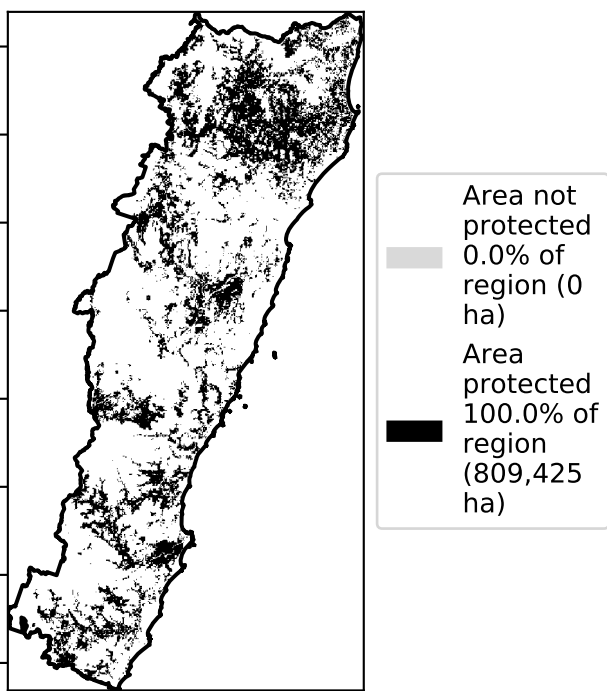 Area not
protected
0.0% of
region (0
ha)
Area
protected
100.0% of
region
(809,425
ha)